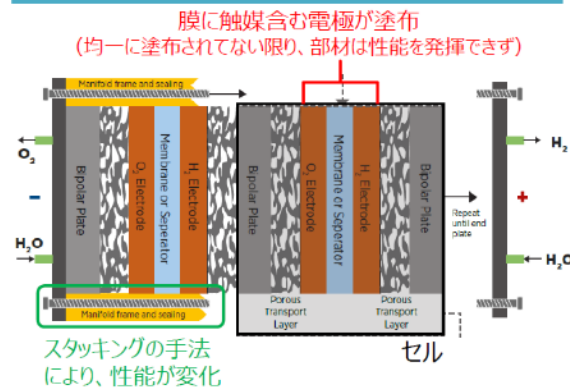 膜に触媒含む電極が塗布
(均一に塗布されてない限り、部材は性能を発揮できず)
Manifold frame and sealing
O2
H2O
Bipolar Plate
O2 Electrode
Membrane or Seperator
H2 Electrode
Bipolar Plate
O2 Electrode
Membrane or Seperator
H2 Electrode
Bipolar Plate
Repeat
until end
plate
H2
H2O
-
+
Porous
Transport
Layer
Porous
Transport
Layer
Manifold frame and sealing
セル
スタッキングの手法
により、性能が変化